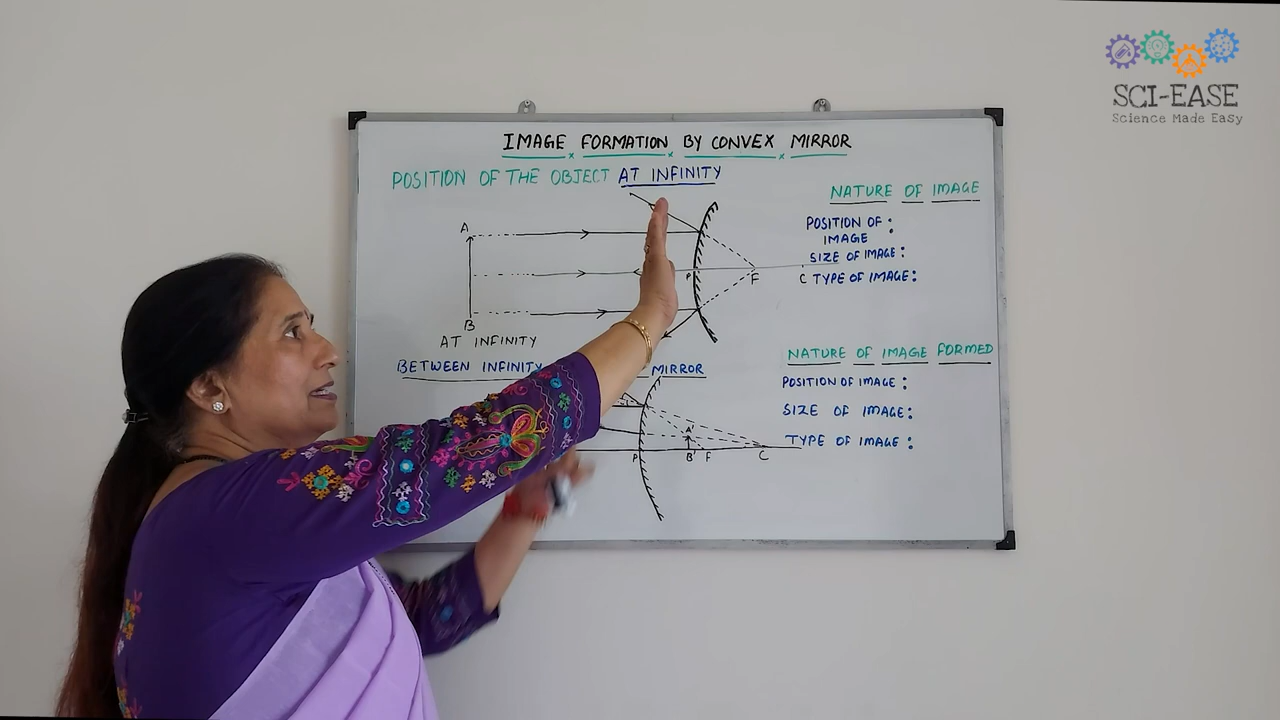 SCI-EASE
Science Made Easy
IMAGE FORMATION BY CONVEX MIRROR
POSITION OF THE OBJECT AT INFINITY
A
P
F
C
B
AT INFINITY
NATURE OF IMAGE
POSITION OF :
IMAGE
SIZE OF IMAGE :
TYPE OF IMAGE :
BETWEEN INFINITY MIRROR
A'
P
B' F
C
NATURE OF IMAGE FORMED
POSITION OF IMAGE :
SIZE OF IMAGE :
TYPE OF IMAGE :